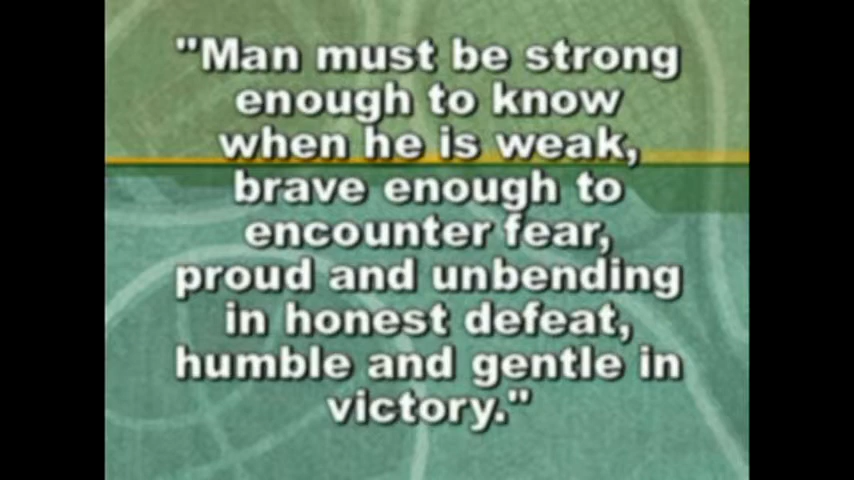 "Man must be strong
enough to know
when he is weak,
brave enough to
encounter fear,
proud and unbending
in honest defeat,
humble and gentle in
victory."